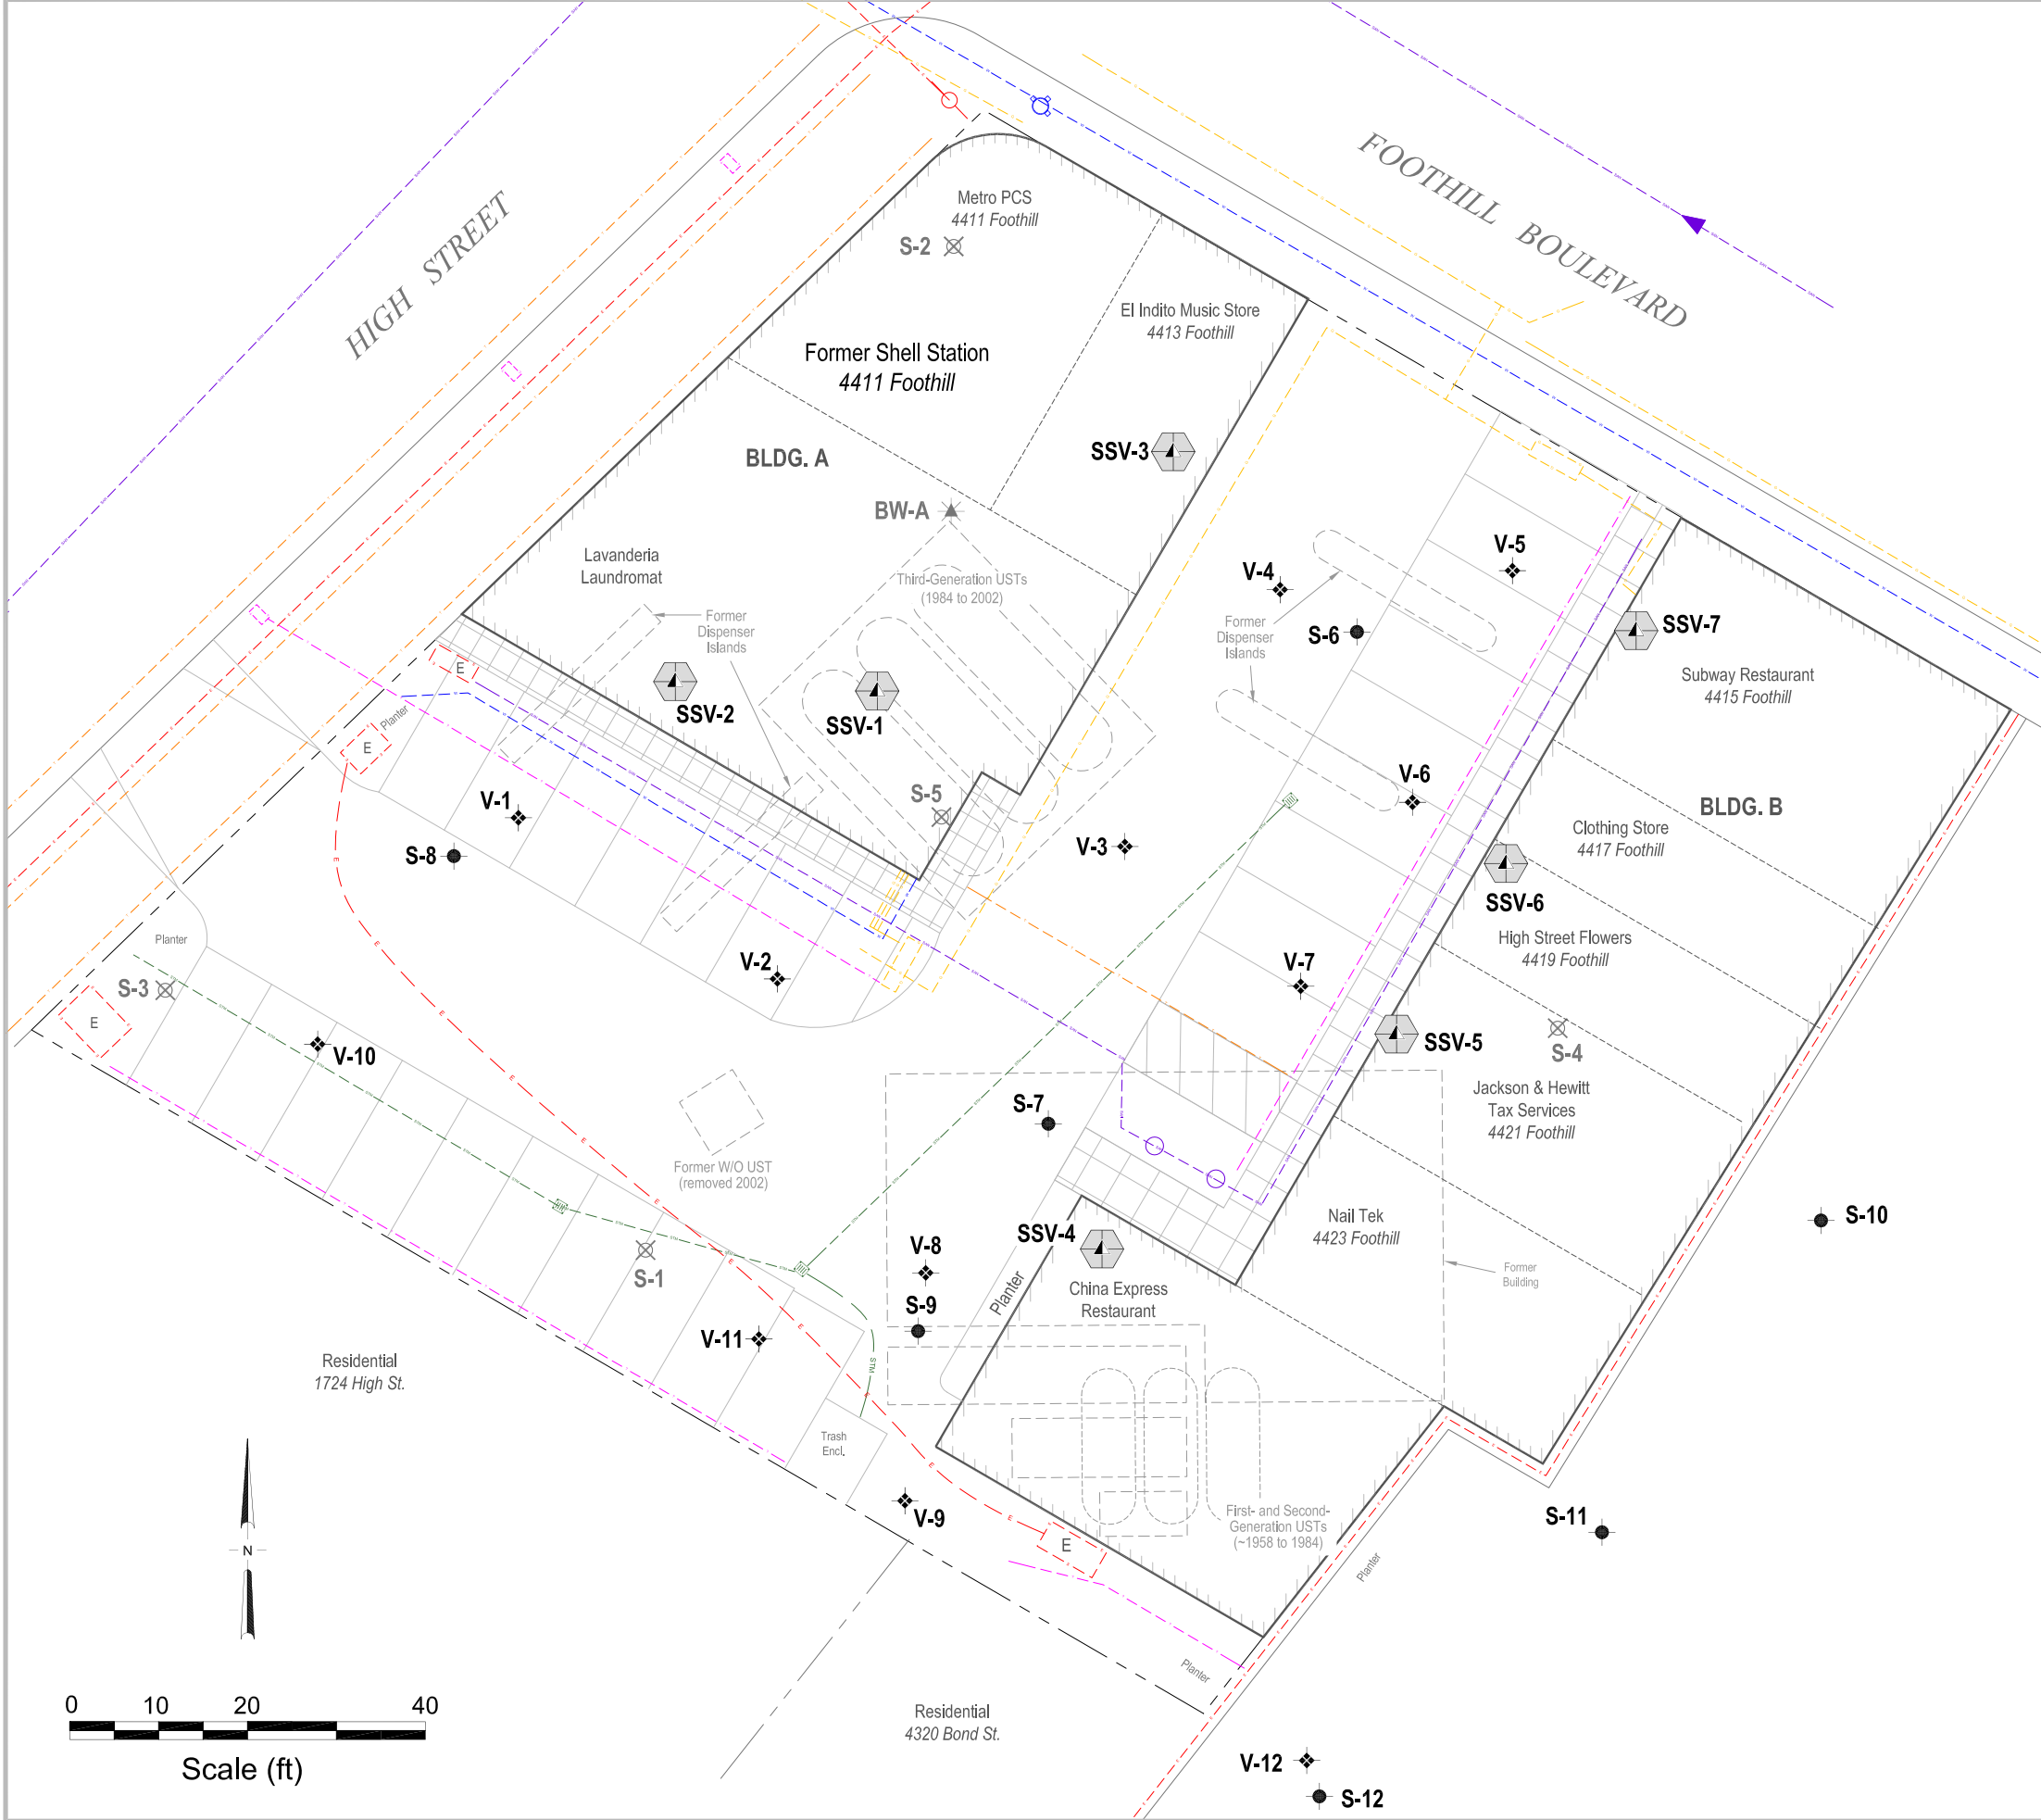 HIGH STREET
FOOTHILL BOULEVARD
Metro PCS
4411 Foothill
S-2
El Indito Music Store
4413 Foothill
Former Shell Station
4411 Foothill
BLDG. A
SSV-3
BW-A
Lavanderia
Laundromat
Third-Generation USTs
(1984 to 2002)
Former
Dispenser
Islands
SSV-2
SSV-1
S-5
V-4
V-5
S-6
Former
Dispenser
Islands
SSV-7
Subway Restaurant
4415 Foothill
E
Planter
E
V-1
S-8
V-3
V-6
BLDG. B
Clothing Store
4417 Foothill
SSV-6
High Street Flowers
4419 Foothill
Planter
S-3
E
V-2
V-7
V-10
SSV-5
S-4
Jackson & Hewitt
Tax Services
4421 Foothill
S-7
Former W/O UST
(removed 2002)
Nail Tek
4423 Foothill
S-10
SSV-4
S-1
V-8
Planter
China Express
Restaurant
Former
Building
S-9
V-11
STM
Residential
1724 High St.
Trash
Encl.
V-9
First- and Second-
Generation USTs
(~1958 to 1984)
S-11
E
Planter
N
Planter
0 10 20 40
Scale (ft)
Residential
4320 Bond St.
V-12
S-12